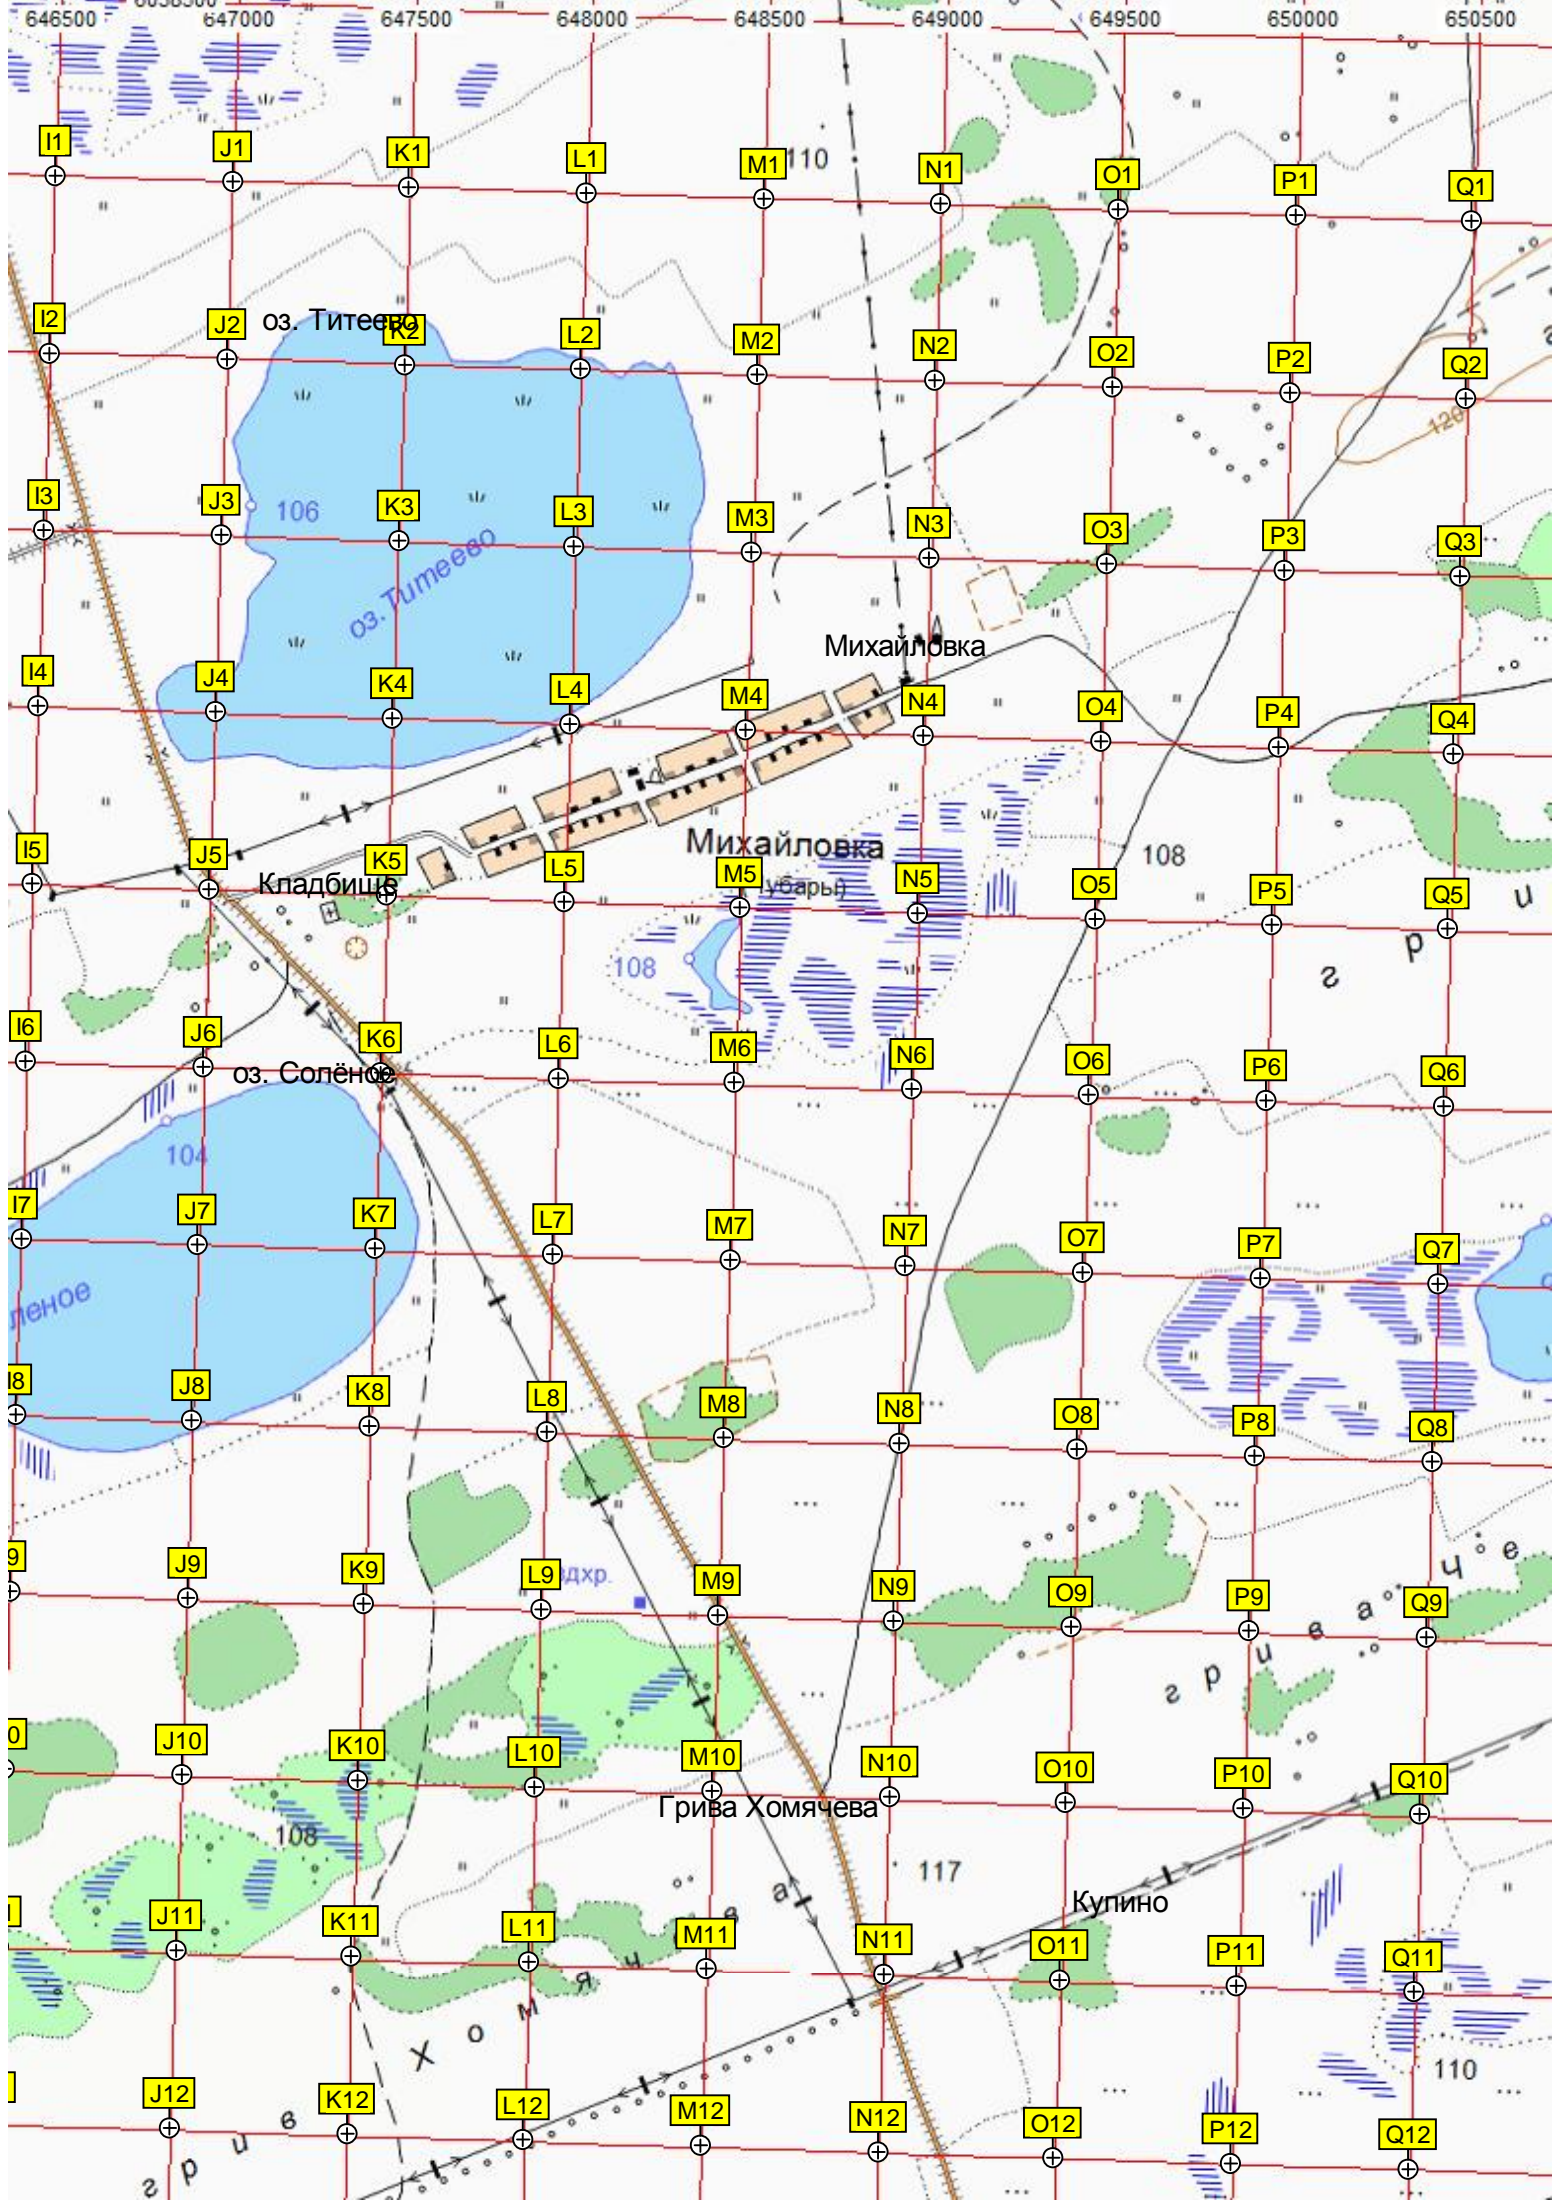 646500 647000 647500 648000 648500 649000 649500 650000 650500
I1 J1 K1 L1 M1 110 N1 O1 P1 Q1
I2 J2 оз. Титеево K2 L2 M2 N2 O2 P2 Q2
120
I3 J3 106 K3 L3 M3 N3 O3 P3 Q3
оз. Титеево
Михайловка
I4 J4 K4 L4 M4 N4 O4 P4 Q4
Михайловка
108
I5 J5 K5 L5 M5 N5 O5 P5 Q5
Кладбище
убары)
108
г р и
I6 J6 K6 L6 M6 N6 O6 P6 Q6
оз. Солёное
104
I7 J7 K7 L7 M7 N7 O7 P7 Q7
леное
I8 J8 K8 L8 M8 N8 O8 P8 Q8
9 J9 K9 L9 M9 N9 O9 P9 Q9
вдхр.
г р и в а ч е
0 J10 K10 L10 M10 N10 O10 P10 Q10
Грива Хомячева
108
117
Купино
J11 K11 L11 M11 N11 O11 P11 Q11
Х о м я ч е в а
110
J12 K12 L12 M12 N12 O12 P12 Q12
г р и в